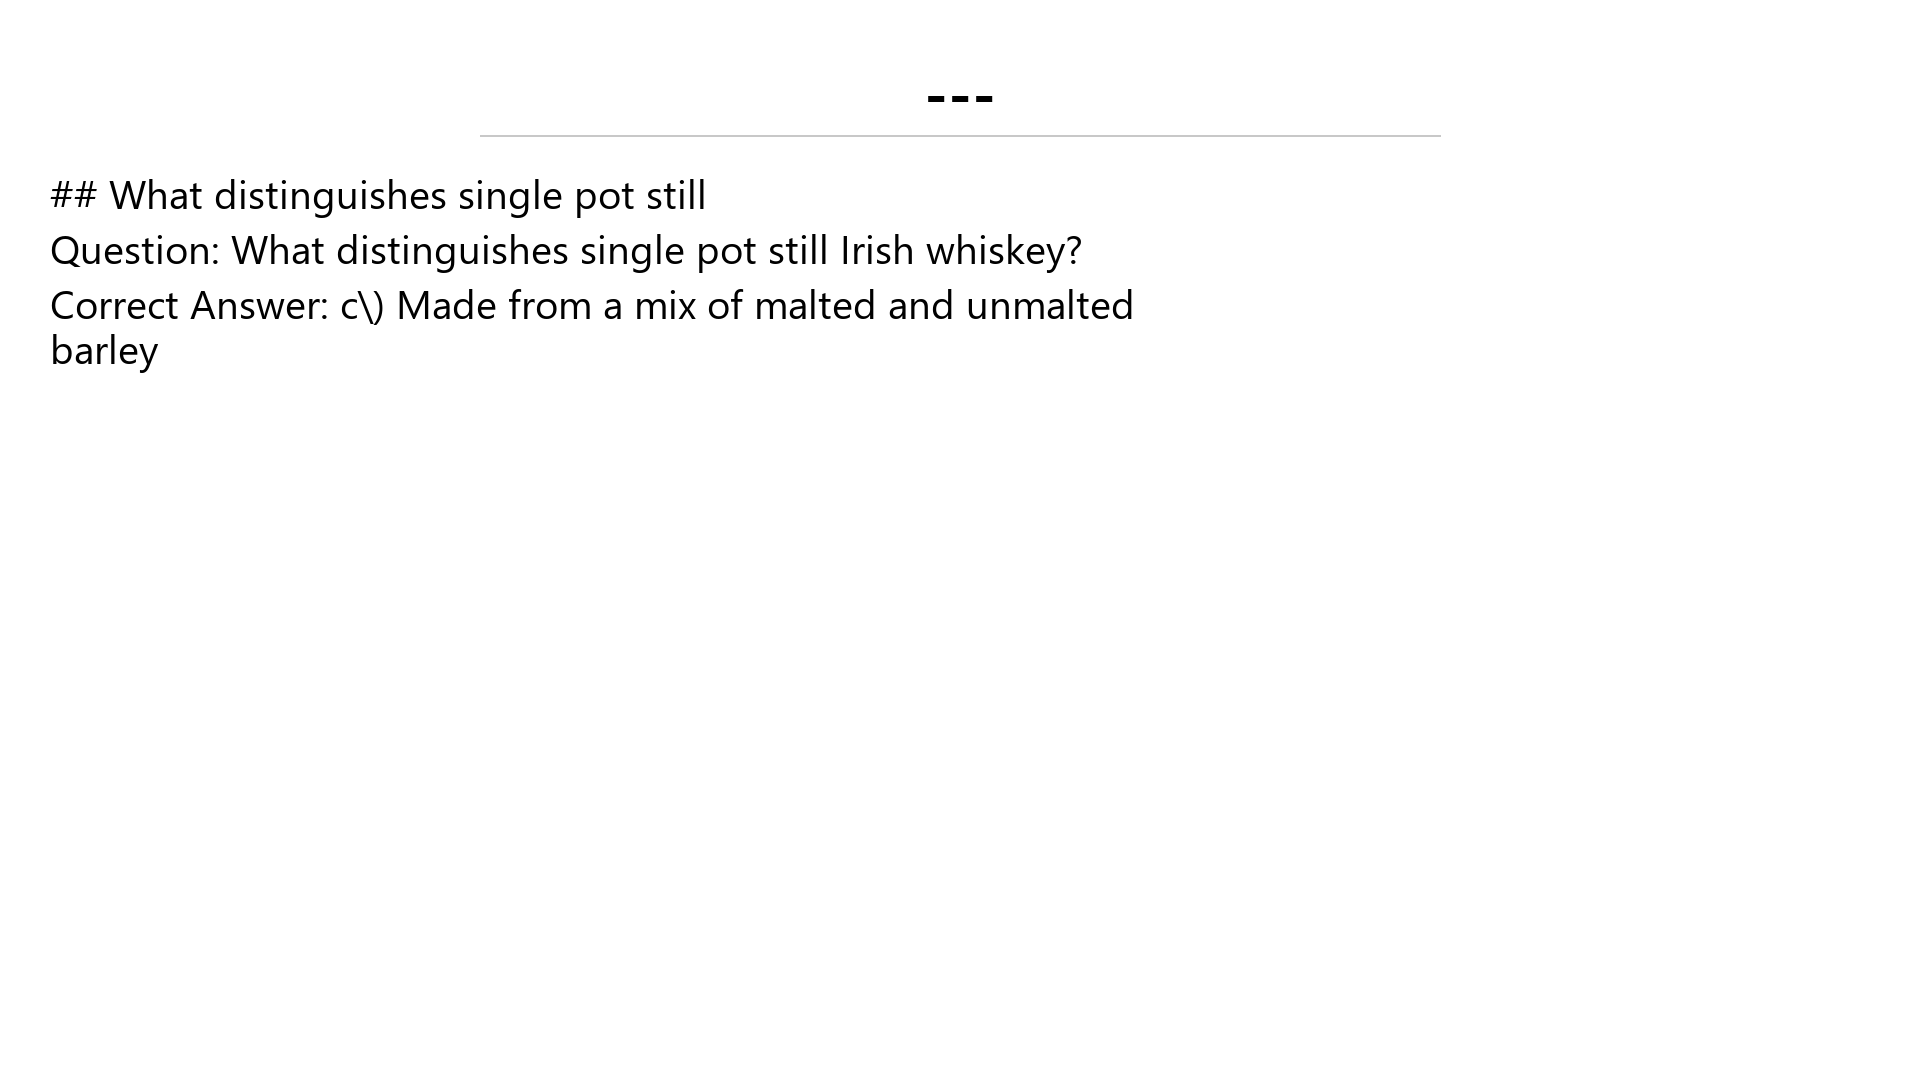 ---
## What distinguishes single pot still
Question: What distinguishes single pot still Irish whiskey?
Correct Answer: c\) Made from a mix of malted and unmalted
barley